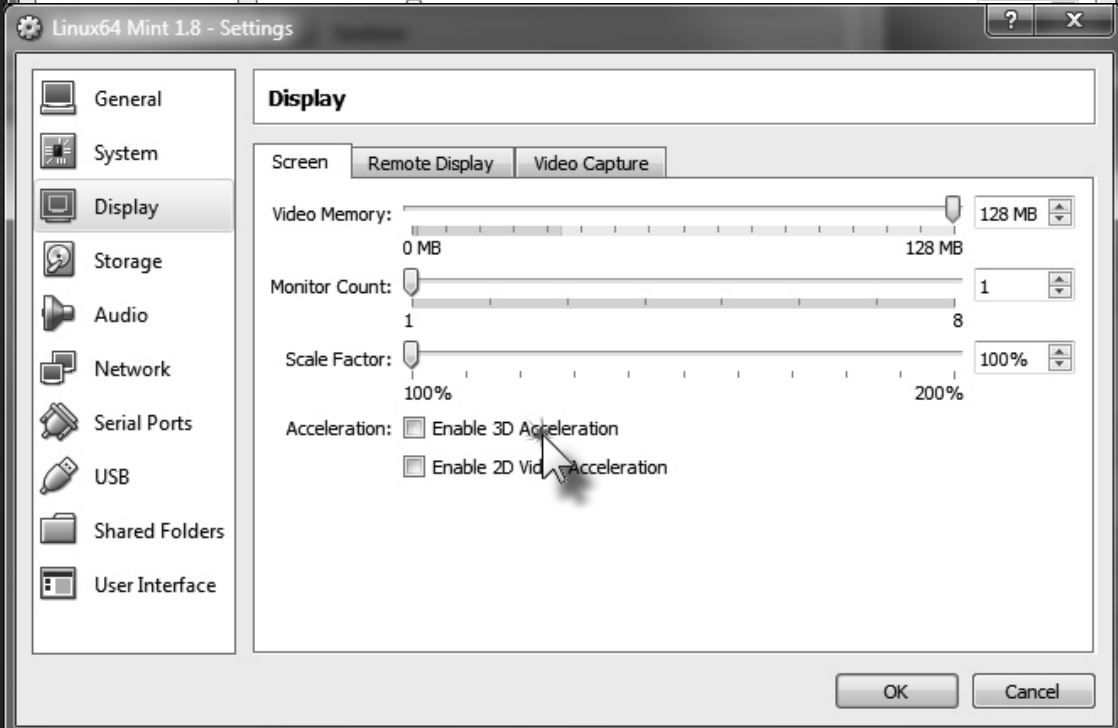 Linux64 Mint 1.8 - Settings
?
X
General
System
Display
Storage
Audio
Network
Serial Ports
USB
Shared Folders
User Interface
Display
Screen
Remote Display
Video Capture
Video Memory:
128 MB
0 MB
128 MB
Monitor Count:
1
1
8
Scale Factor:
100%
100%
200%
Acceleration:
Enable 3D Acceleration
Enable 2D Video Acceleration
OK
Cancel